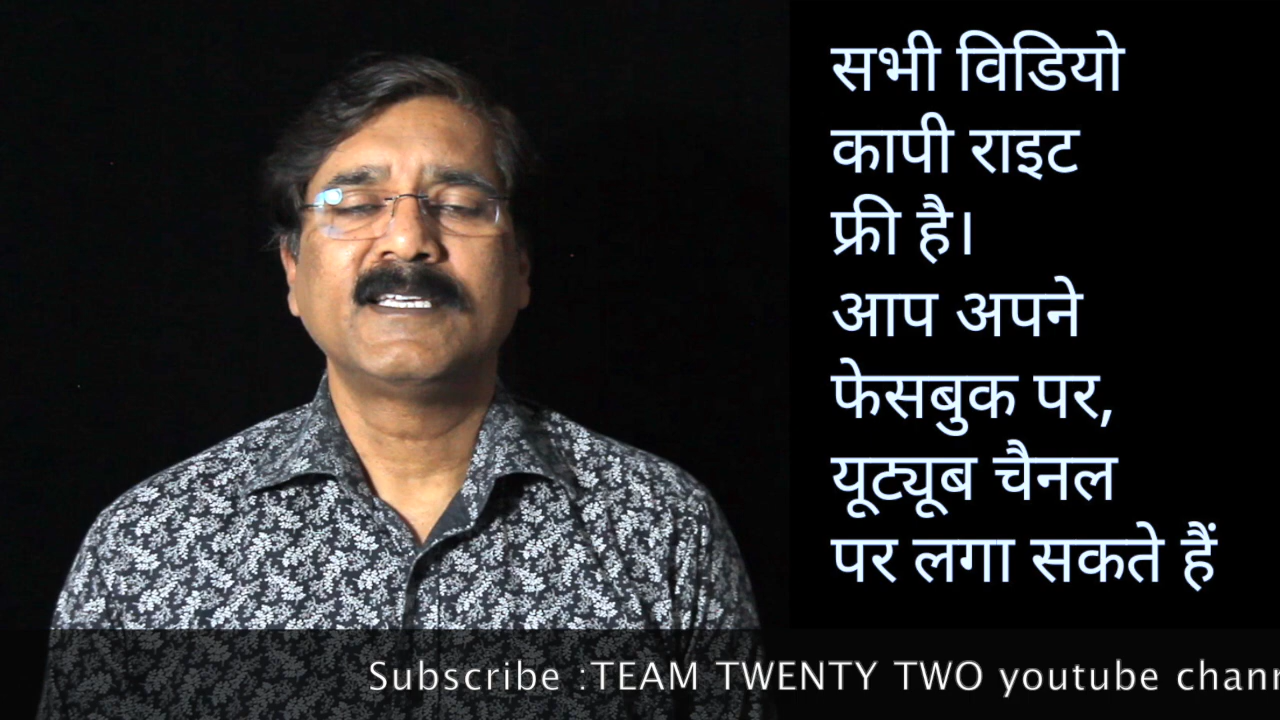 सभी विडियो
कापी राइट
फ्री है।
आप अपने
फेसबुक पर,
यूट्यूब चैनल
पर लगा सकते हैं
Subscribe :TEAM TWENTY TWO youtube